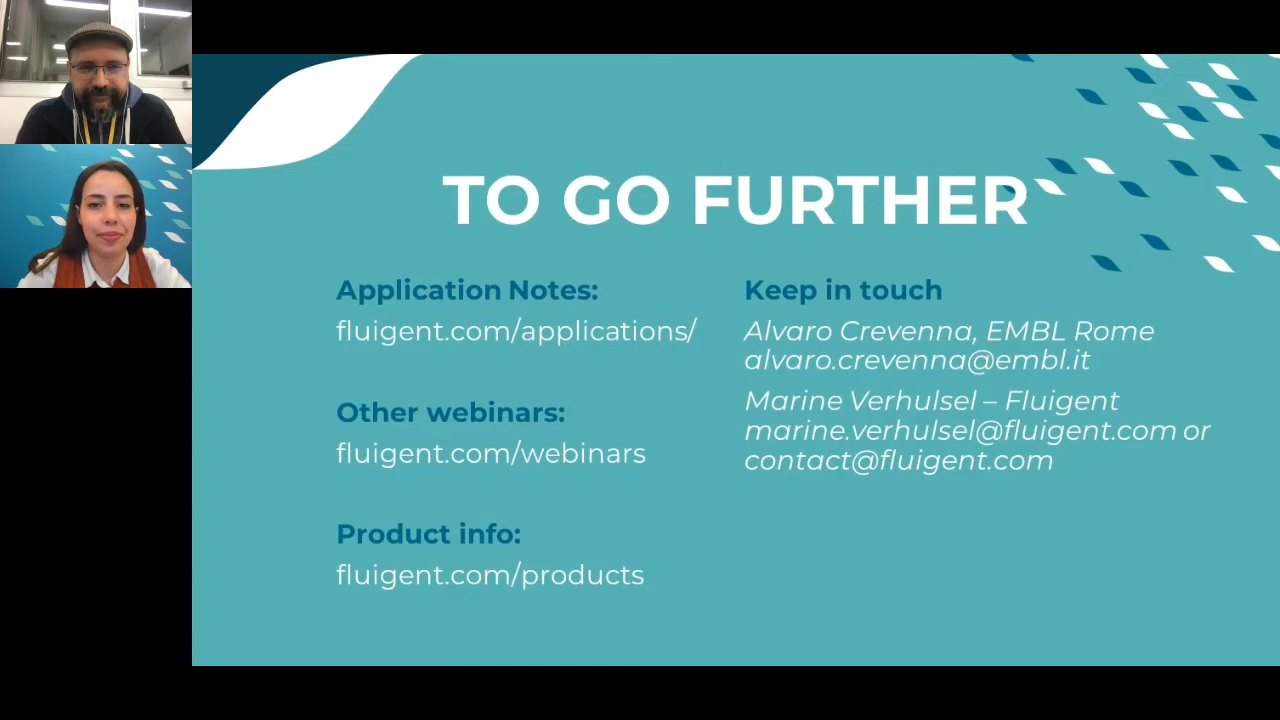 TO GO FURTHER
Application Notes:
fluigent.com/applications/
Other webinars:
fluigent.com/webinars
Product info:
fluigent.com/products
Keep in touch
Alvaro Crevenna, EMBL Rome
alvaro.crevenna@embl.it
Marine Verhulsel – Fluigent
marine.verhulsel@fluigent.com or
contact@fluigent.com